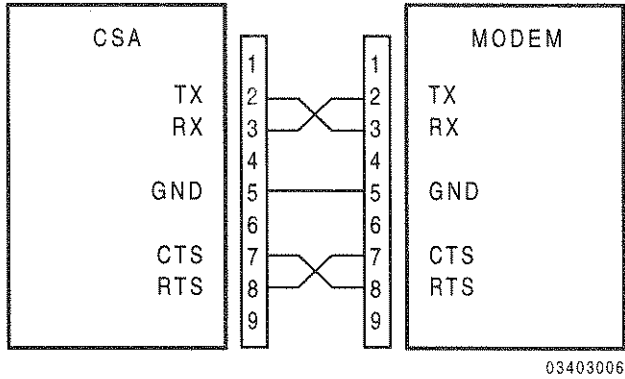 CSA MODEM
1 1
TX 2 2 TX
RX 3 3 RX
4 4
GND 5 5 GND
6 6
CTS 7 7 CTS
RTS 8 8 RTS
9 9
03403006